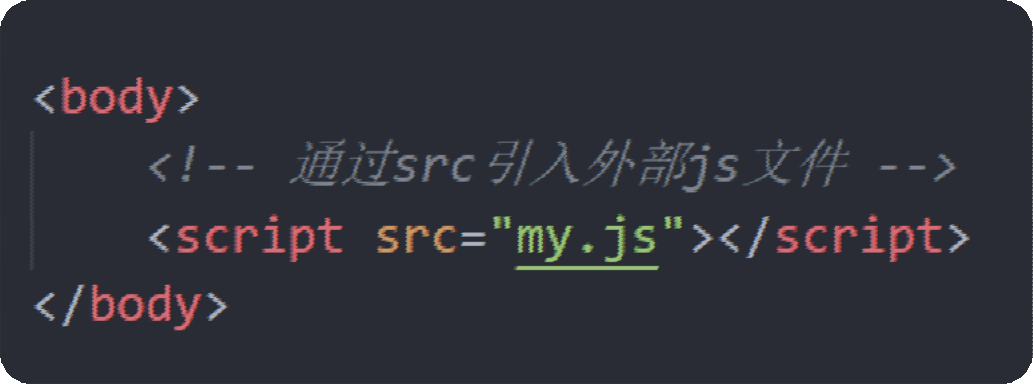 <body>
<!-- 通过src引入外部js文件 -->
<script src="my.js"></script>
</body>